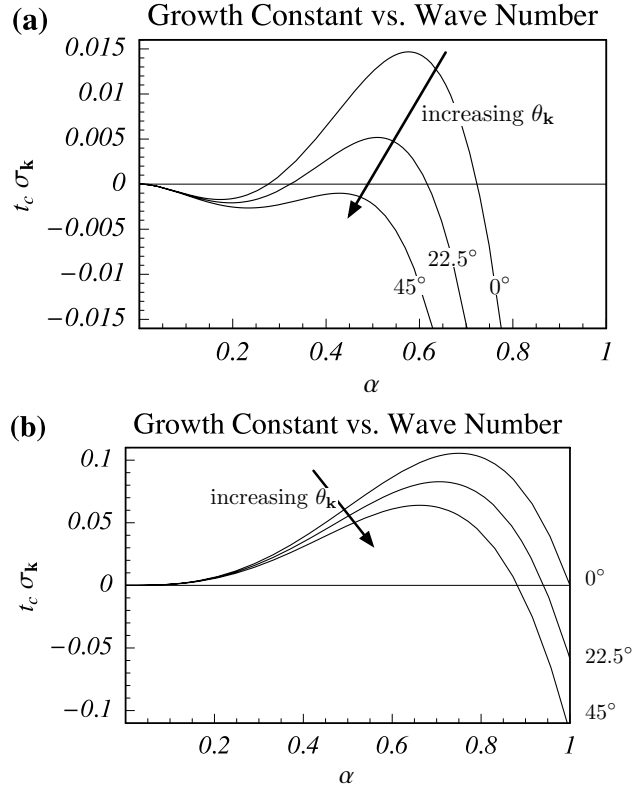 (a) Growth Constant vs. Wave Number
0.015
0.01
0.005
0
−0.005
−0.01
−0.015
t_c σ_k
increasing θ_k
22.5°
45°
0°
0.2 0.4 0.6 0.8 1
α
(b) Growth Constant vs. Wave Number
0.1
0.05
0
−0.05
−0.1
t_c σ_k
increasing θ_k
0°
22.5°
45°
0.2 0.4 0.6 0.8 1
α